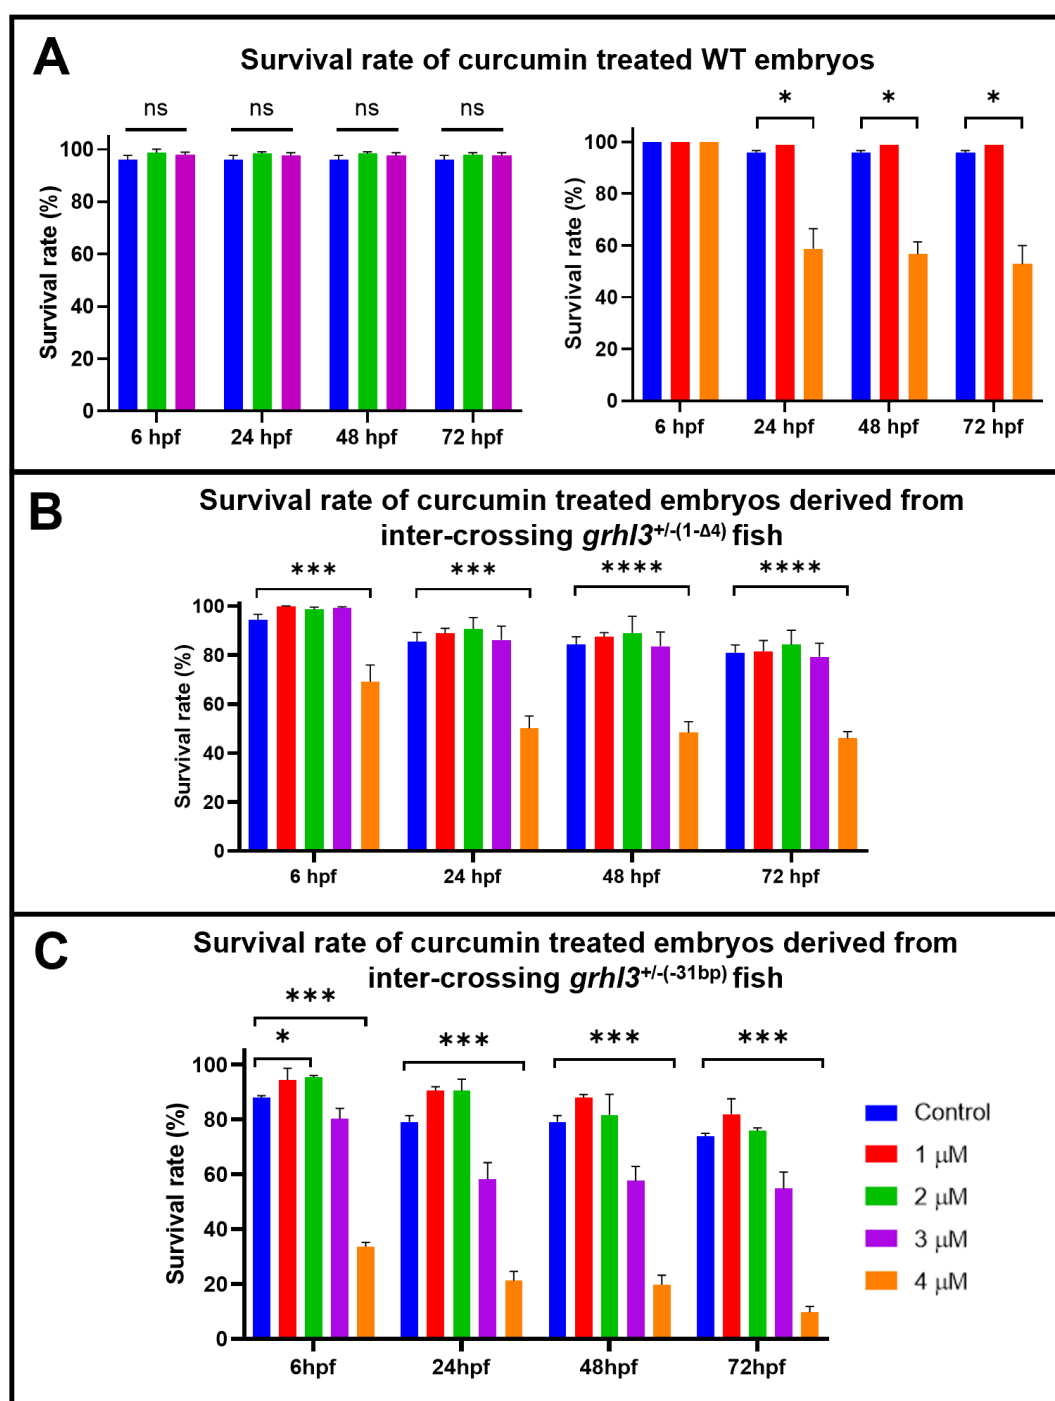 A
Survival rate of curcumin treated WT embryos
ns ns ns ns
Survival rate (%)
100
80
60
40
20
0
6 hpf 24 hpf 48 hpf 72 hpf
* * *
Survival rate (%)
100
80
60
40
20
0
6 hpf 24 hpf 48 hpf 72 hpf
B
Survival rate of curcumin treated embryos derived from
inter-crossing grhl3+/-(1-Δ4) fish
*** *** **** ****
Survival rate (%)
100
80
60
40
20
0
6 hpf 24 hpf 48 hpf 72 hpf
C
Survival rate of curcumin treated embryos derived from
inter-crossing grhl3+/-(-31bp) fish
***
* *** *** ***
Survival rate (%)
100
80
60
40
20
0
6hpf 24hpf 48hpf 72hpf
Control
1 µM
2 µM
3 µM
4 µM